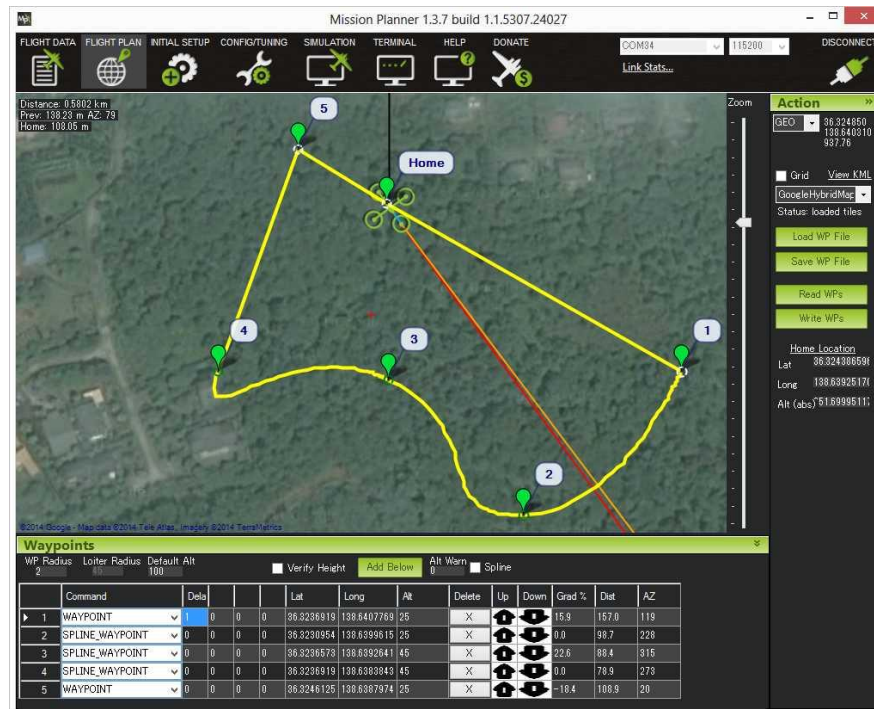 Mission Planner 1.3.7 build 1.1.5307.24027
FLIGHT DATA FLIGHT PLAN INITIAL SETUP CONFIG/TUNING SIMULATION TERMINAL HELP DONATE
COM34 115200 DISCONNECT
Link Stats...
Distance: 0.5802 km
Prev: 138.23 m AZ: 79
Home: 108.05 m
5
Home
4
3
1
2
©2014 Google - Map data ©2014 Tele Atlas, Imagery ©2014 TerraMetrics
Zoom
Action
GEO 36.324850
138.640310
937.76
Grid View KML
GoogleHybridMap
Status: loaded tiles
Load WP File
Save WP File
Read WPs
Write WPs
Home Location
Lat
Long
Alt (abs)
Waypoints
WP Radius Loiter Radius Default Alt Alt Warn
2 45 100 Verify Height Add Below 0 Spline
Command Dela Lat Long Alt Delete Up Down Grad % Dist AZ
1 WAYPOINT 1 0 0 0 36.3236919 138.6407769 25 X 15.9 157.0 119
2 SPLINE_WAYPOINT 0 0 0 0 36.3230954 138.6399615 25 X 0.0 98.7 228
3 SPLINE_WAYPOINT 0 0 0 0 36.3236573 138.6392641 45 X 22.6 88.4 315
4 SPLINE_WAYPOINT 0 0 0 0 36.3236919 138.6383843 45 X 0.0 78.9 273
5 WAYPOINT 0 0 0 0 36.3246125 138.6387974 25 X -18.4 108.9 20